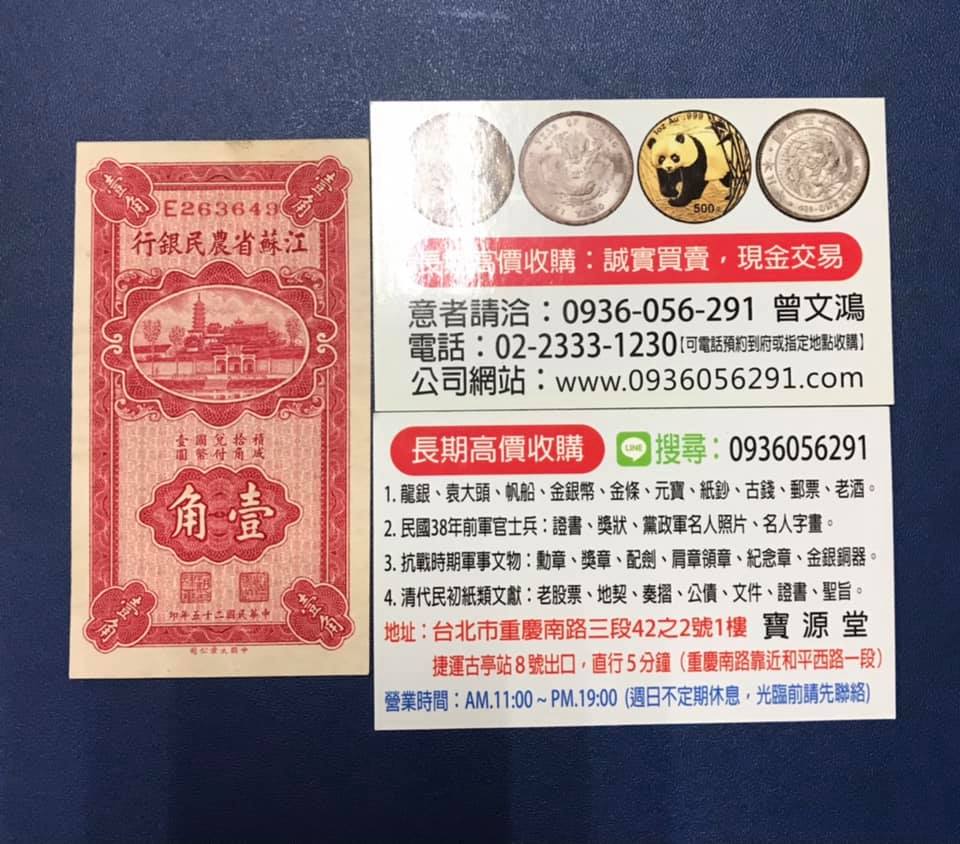 壹角
壹角
E263649
江蘇省農民銀行
積成拾角兌付國幣壹圓
壹角
中華民國二十五年印
壹角
壹角
1oz Au .999
500
長期高價收購：誠實買賣，現金交易
意者請洽：0936-056-291 曾文鴻
電話：02-2333-1230【可電話預約到府或指定地點收購】
公司網站：www.0936056291.com
長期高價收購 LINE 搜尋：0936056291
1. 龍銀、袁大頭、帆船、金銀幣、金條、元寶、紙鈔、古錢、郵票、老酒。
2. 民國38年前軍官士兵：證書、獎狀、黨政軍名人照片、名人字畫。
3. 抗戰時期軍事文物：勳章、獎章、配劍、肩章領章、紀念章、金銀銅器。
4. 清代民初紙類文獻：老股票、地契、奏摺、公債、文件、證書、聖旨。
地址：台北市重慶南路三段42之2號1樓 寶源堂
捷運古亭站8號出口，直行5分鐘（重慶南路靠近和平西路一段）
營業時間：AM.11:00 ~ PM.19:00 (週日不定期休息，光臨前請先聯絡)